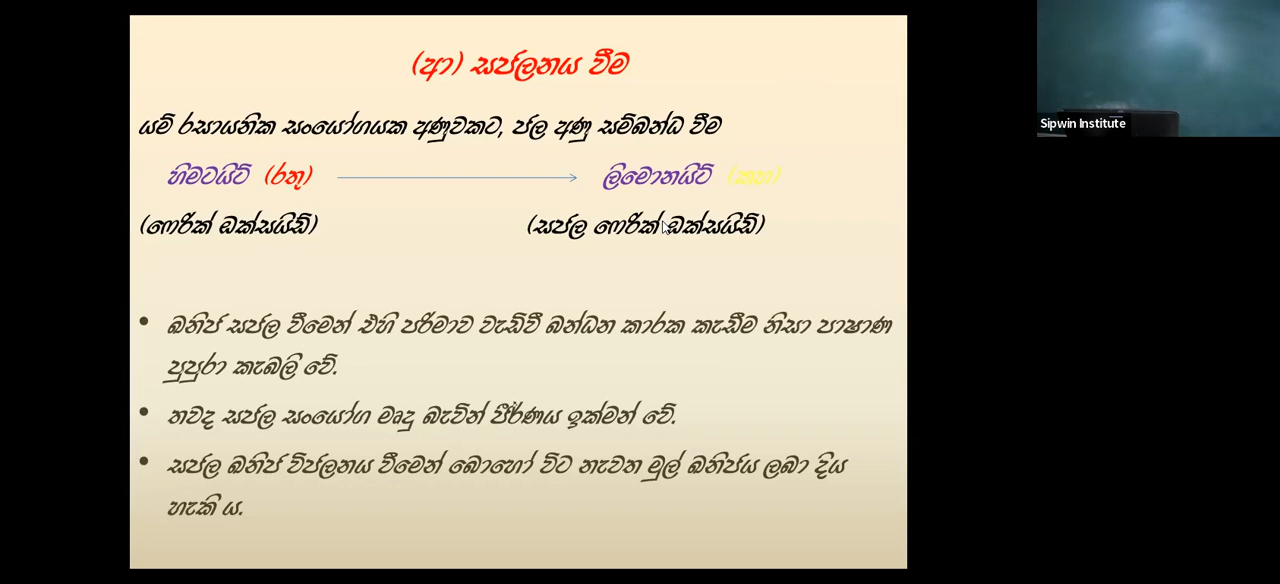 (ආ) සජලනය වීම
Sipwin Institute
යම් රසායනික සංයෝගයක අණුවකට, ජල අණු සම්බන්ධ වීම
හිමටයිට් (රතු) ලිමොනයිට් (කහ)
(ෆෙරික් ඔක්සයිඩ්) (සජල ෆෙරික් ඔක්සයිඩ්)
• ඛනිජ සජල වීමෙන් එහි පරිමාව වැඩිවී බන්ධන කාරක කැඩීම නිසා පාෂාණ
පුපුරා කැබලි වේ.
• තවද සජල සංයෝග මෘදු බැවින් ජීර්ණය ඉක්මන් වේ.
• සජල ඛනිජ විජලනය වීමෙන් බොහෝ විට නැවත මුල් ඛනිජය ලබා දිය
හැකි ය.